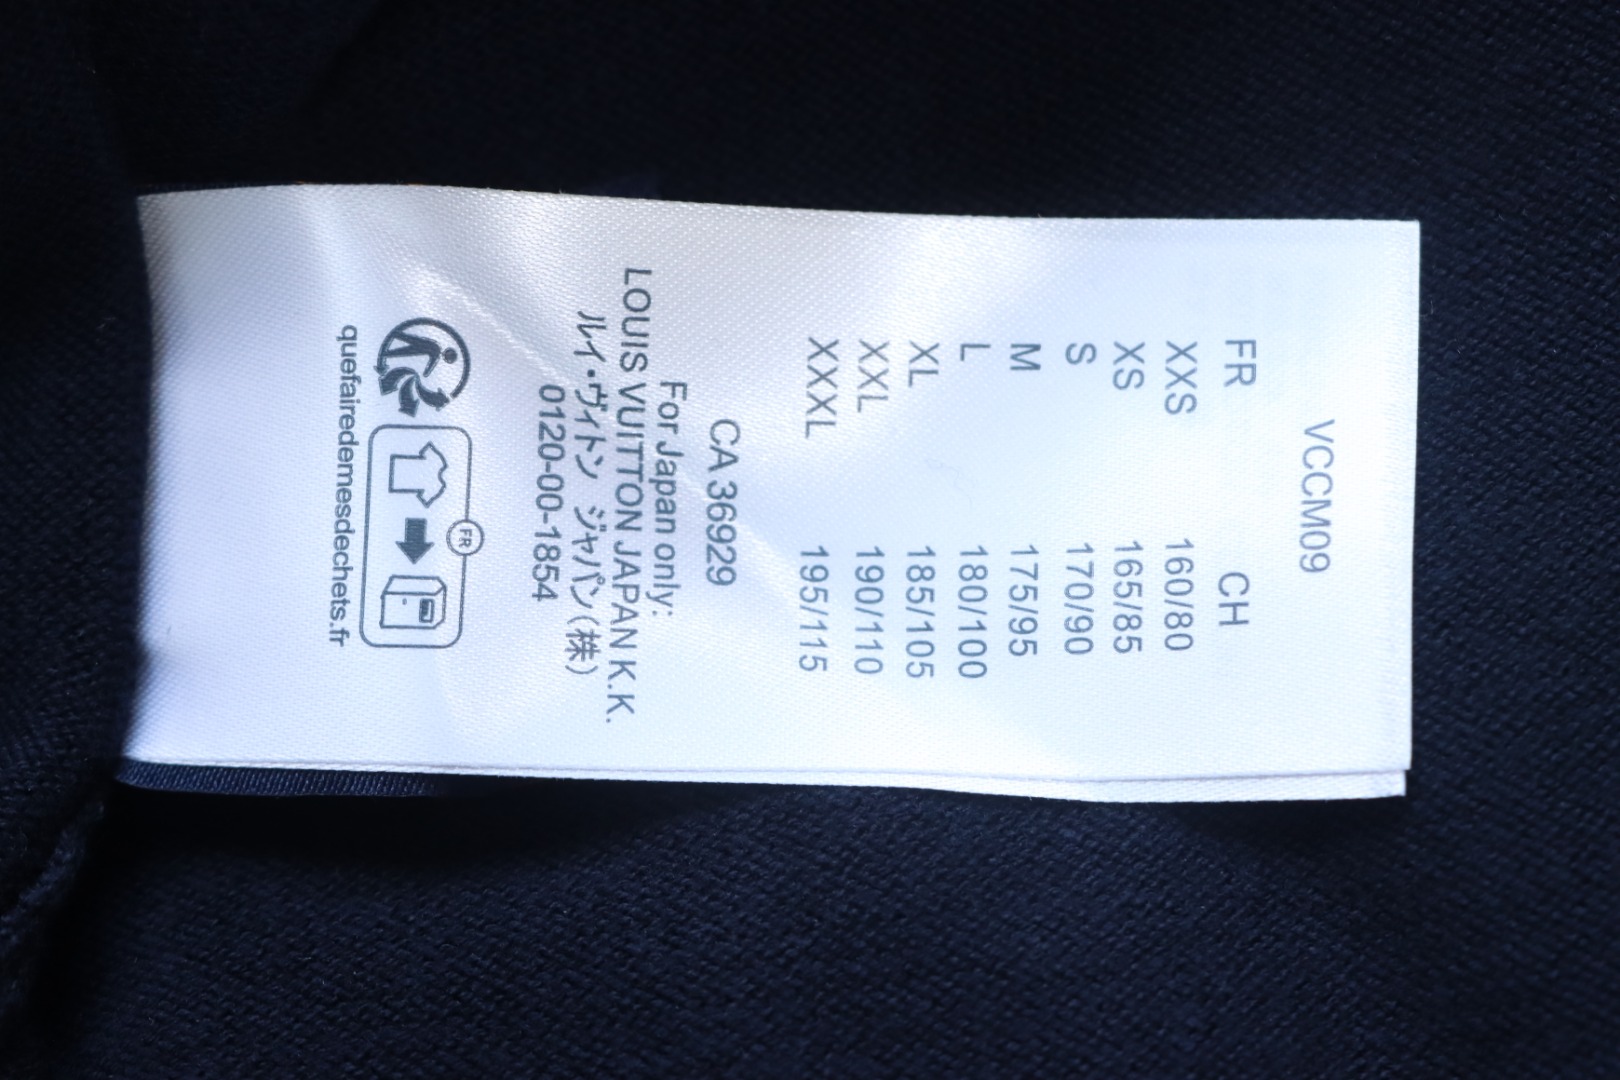 VCCM09
FR CH
XXS 160/80
XS 165/85
S 170/90
M 175/95
L 180/100
XL 185/105
XXL 190/110
XXXL 195/115
CA 36929
For Japan only:
LOUIS VUITTON JAPAN K.K.
ルイ・ヴィトン ジャパン(株)
0120-00-1854
FR
quefairedemesdechets.fr